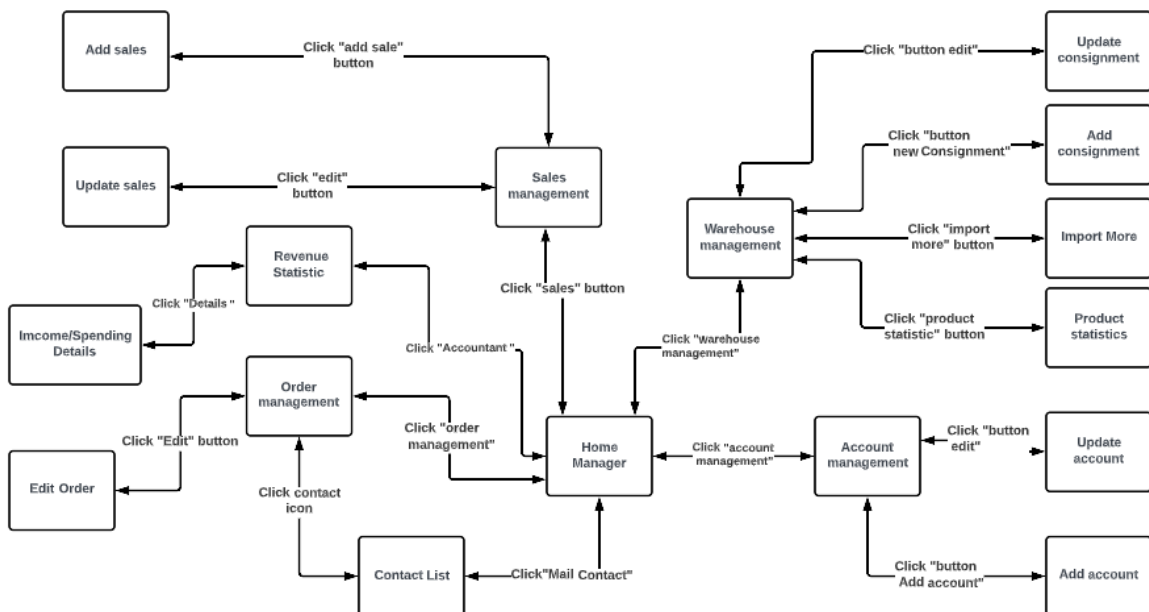 Add sales
Click "add sale"
button
Click "button edit"
Update
consignment
Click "button
new Consignment"
Add
consignment
Update sales
Click "edit"
button
Sales
management
Warehouse
management
Click "import
more" button
Import More
Revenue
Statistic
Click "Details "
Click "sales" button
Click "product
statistic" button
Product
statistics
Imcome/Spending
Details
Click "Accountant "
Click "warehouse
management"
Order
management
Click "Edit" button
Click "order
management"
Home
Manager
Click "account
management"
Account
management
Click "button
edit"
Update
account
Edit Order
Click contact
icon
Contact List
Click"Mail Contact"
Click "button
Add account"
Add account